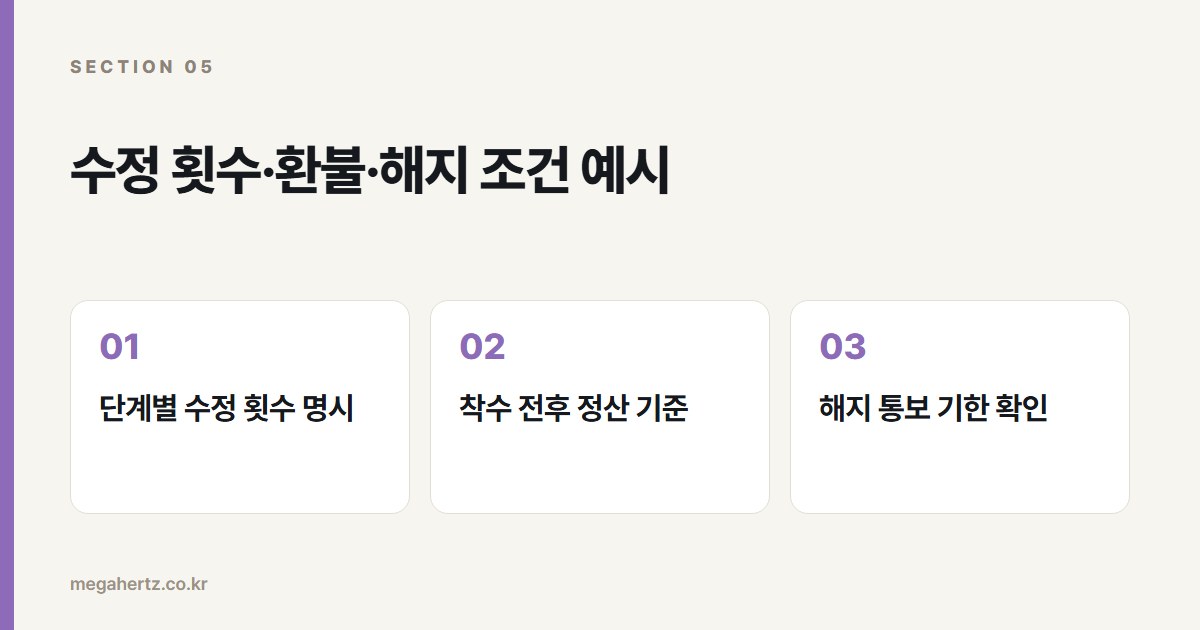 SECTION 05
수정 횟수·환불·해지 조건 예시
01
단계별 수정 횟수 명시
02
착수 전후 정산 기준
03
해지 통보 기한 확인
megahertz.co.kr